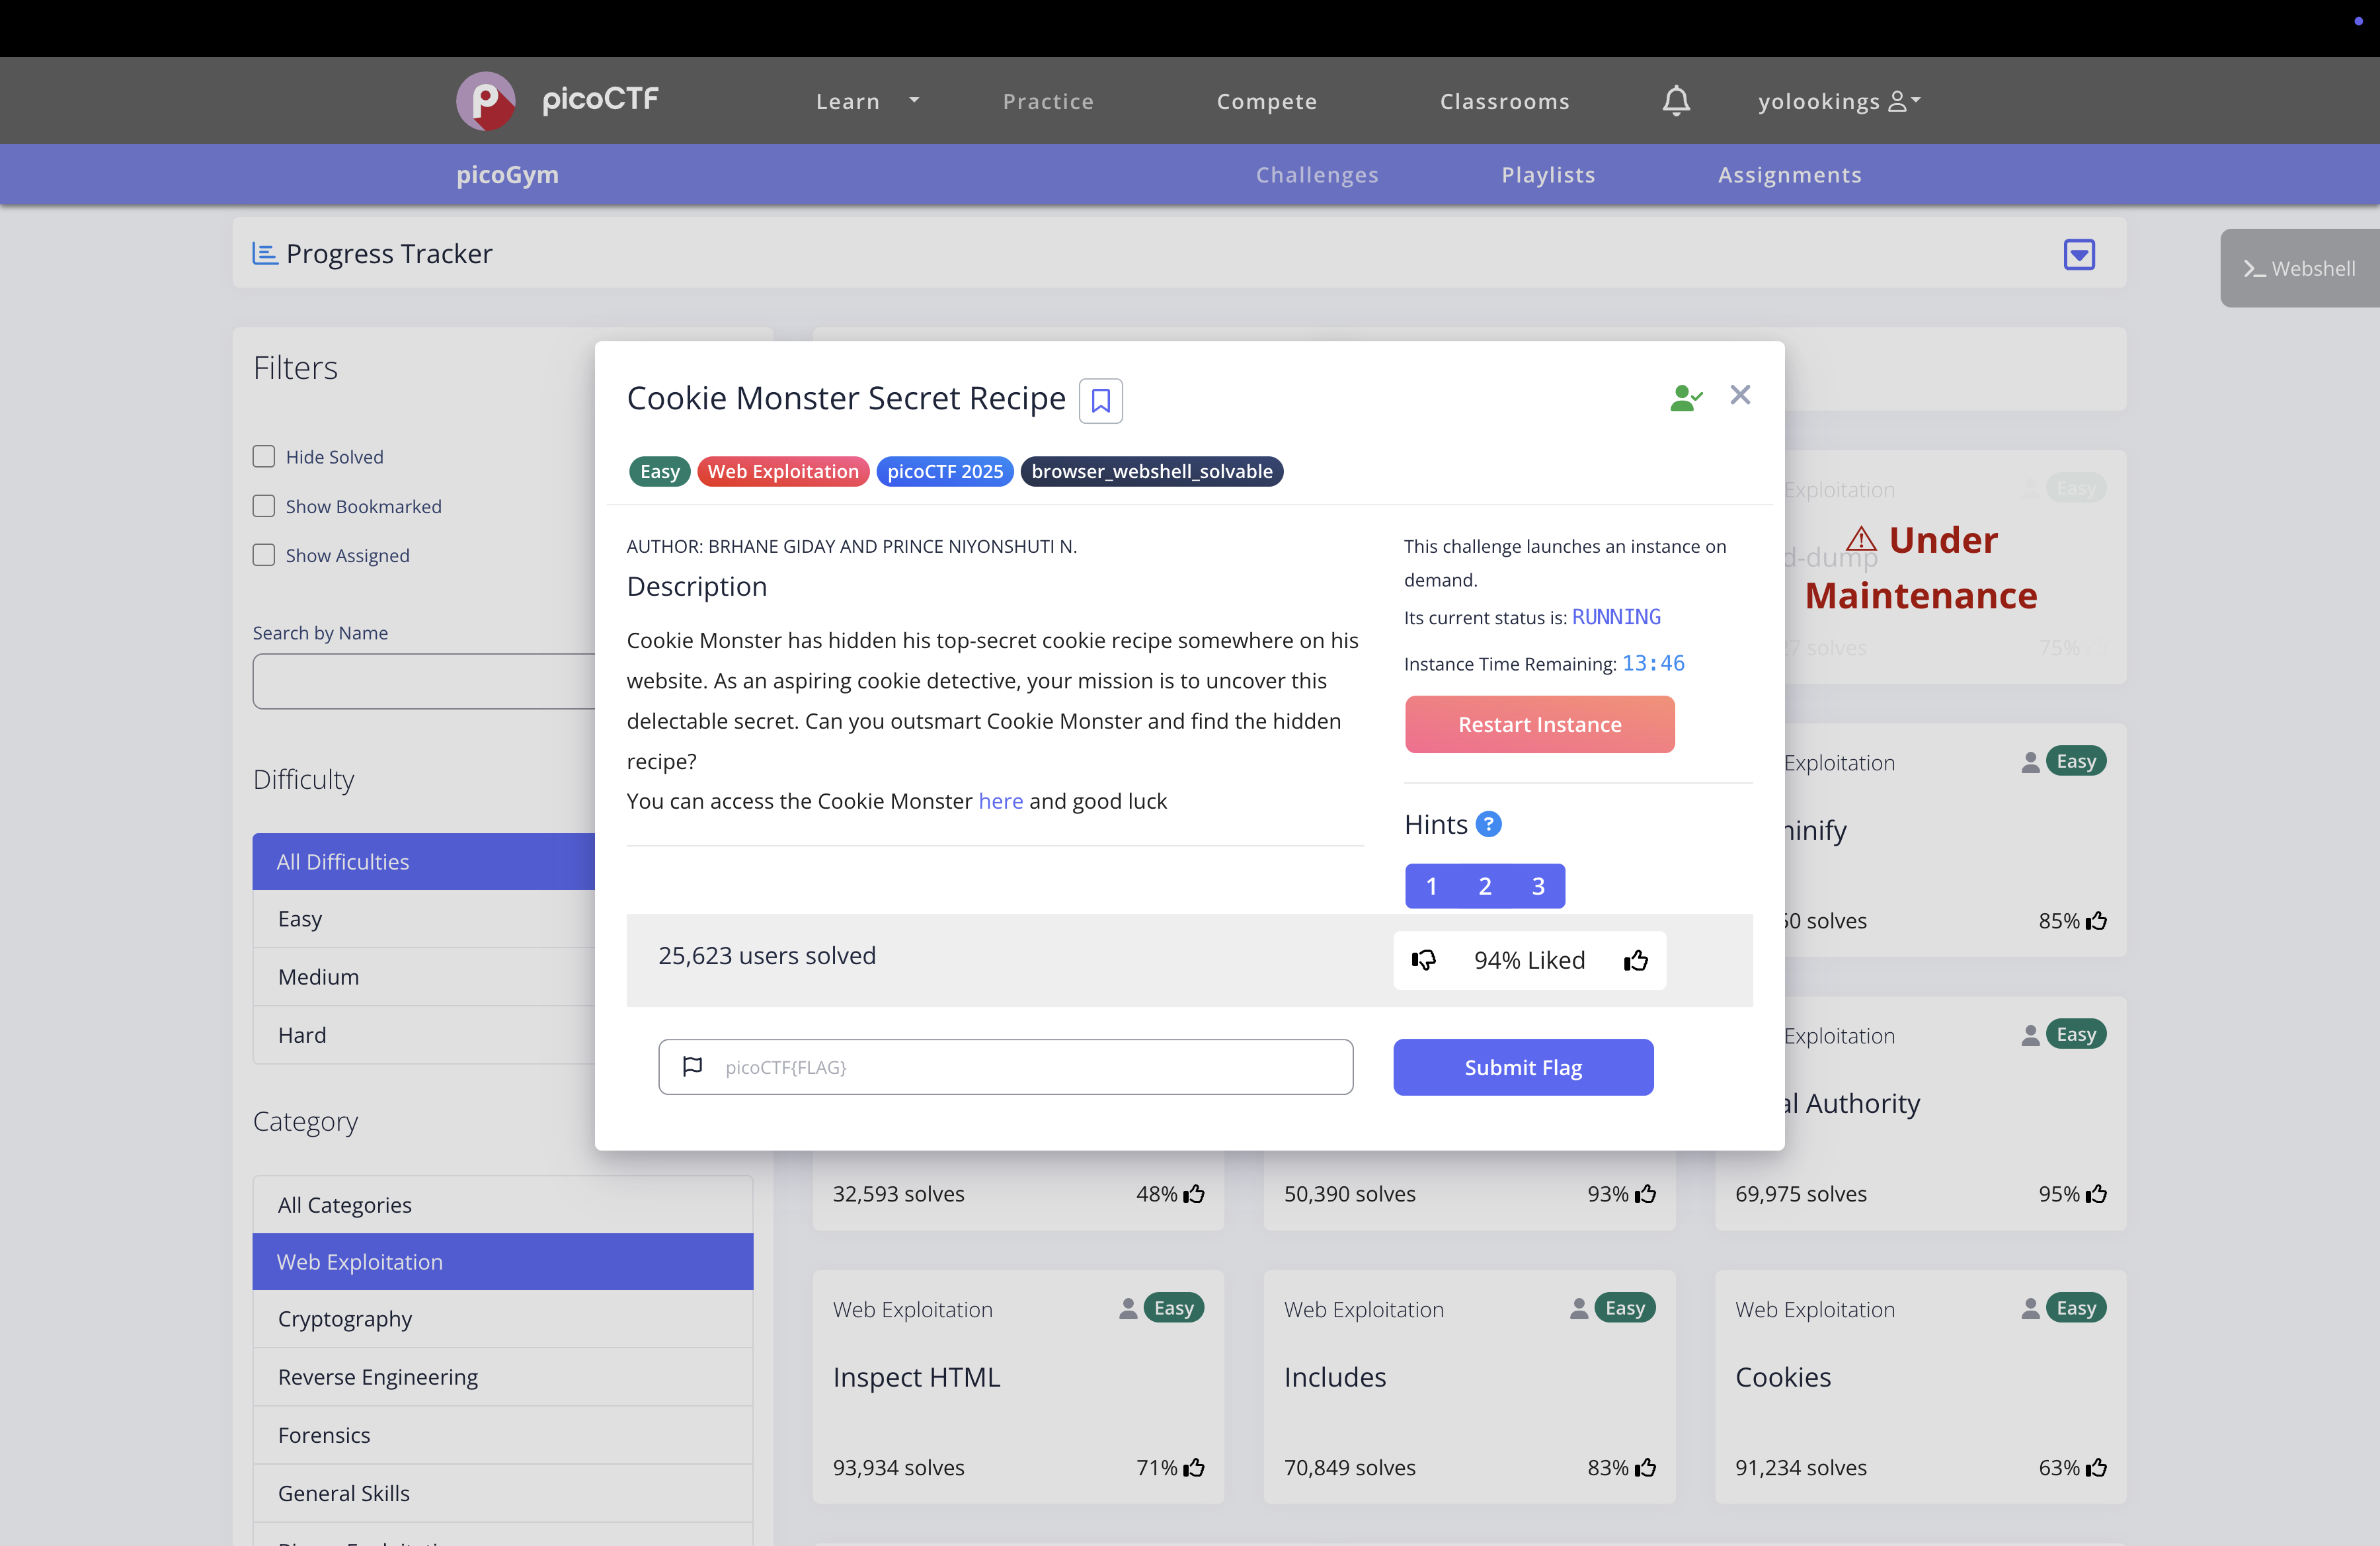 picoCTF
Learn
Practice
Compete
Classrooms
yolookings
picoGym
Challenges
Playlists
Assignments
Progress Tracker
Webshell
Filters
Hide Solved
Show Bookmarked
Show Assigned
Search by Name
Difficulty
All Difficulties
Easy
Medium
Hard
Category
All Categories
Web Exploitation
Cryptography
Reverse Engineering
Forensics
General Skills
Cookie Monster Secret Recipe
Easy Web Exploitation picoCTF 2025 browser_webshell_solvable
AUTHOR: BRHANE GIDAY AND PRINCE NIYONSHUTI N.
Description
Cookie Monster has hidden his top-secret cookie recipe somewhere on his
website. As an aspiring cookie detective, your mission is to uncover this
delectable secret. Can you outsmart Cookie Monster and find the hidden
recipe?
You can access the Cookie Monster here and good luck
This challenge launches an instance on
demand.
Its current status is: RUNNING
Instance Time Remaining: 13:46
Restart Instance
Hints ?
1 2 3
25,623 users solved
94% Liked
picoCTF{FLAG}
Submit Flag
Exploitation Easy
d-dump
⚠ Under
Maintenance
solves 75%
Exploitation Easy
solves 85%
Exploitation Easy
Authority
32,593 solves 48%
50,390 solves 93%
69,975 solves 95%
Web Exploitation Easy
Inspect HTML
93,934 solves 71%
Web Exploitation Easy
Includes
70,849 solves 83%
Web Exploitation Easy
Cookies
91,234 solves 63%